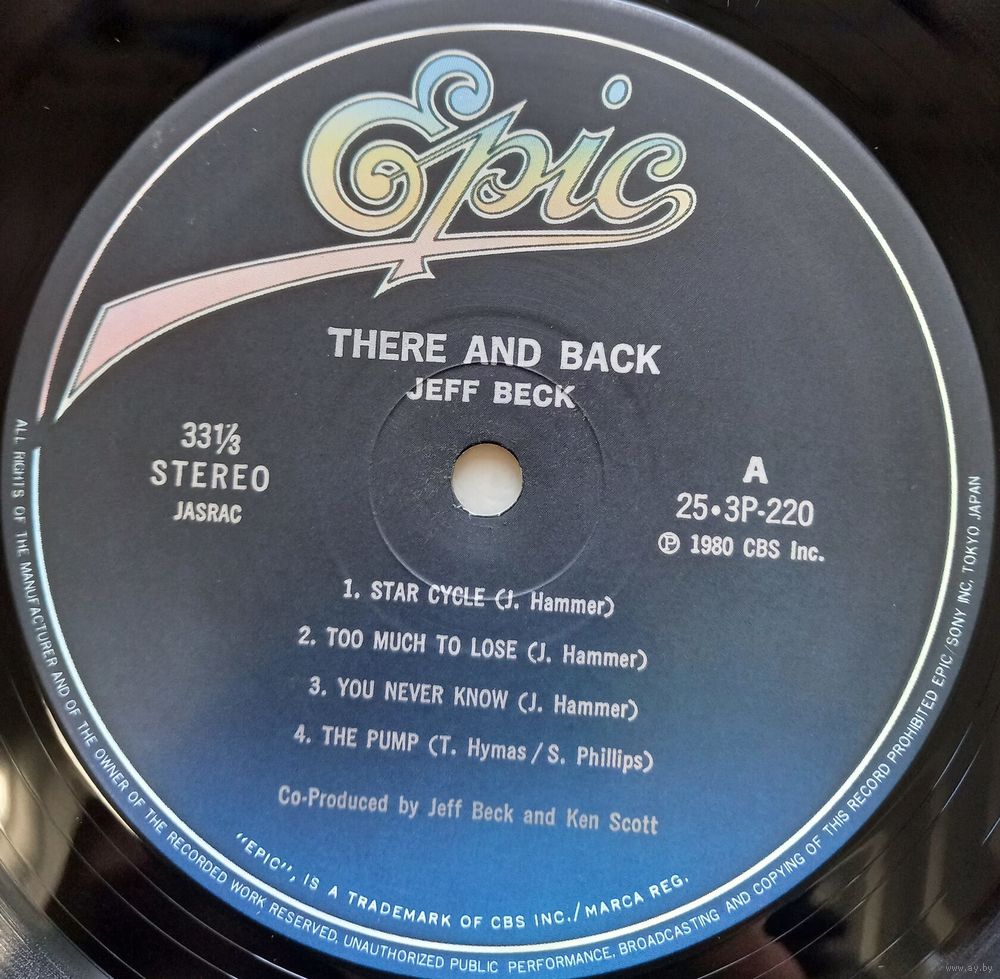 Epic
THERE AND BACK
JEFF BECK
33⅓
STEREO
JASRAC
A
25•3P-220
℗ 1980 CBS Inc.
1. STAR CYCLE (J. Hammer)
2. TOO MUCH TO LOSE (J. Hammer)
3. YOU NEVER KNOW (J. Hammer)
4. THE PUMP (T. Hymas / S. Phillips)
Co-Produced by Jeff Beck and Ken Scott
"EPIC", IS A TRADEMARK OF CBS INC./MARCA REG.
ALL RIGHTS OF THE MANUFACTURER AND OF THE OWNER OF THE RECORDED WORK RESERVED. UNAUTHORIZED PUBLIC PERFORMANCE, BROADCASTING AND COPYING OF THIS RECORD PROHIBITED EPIC/SONY INC. TOKYO JAPAN
www.ay.by